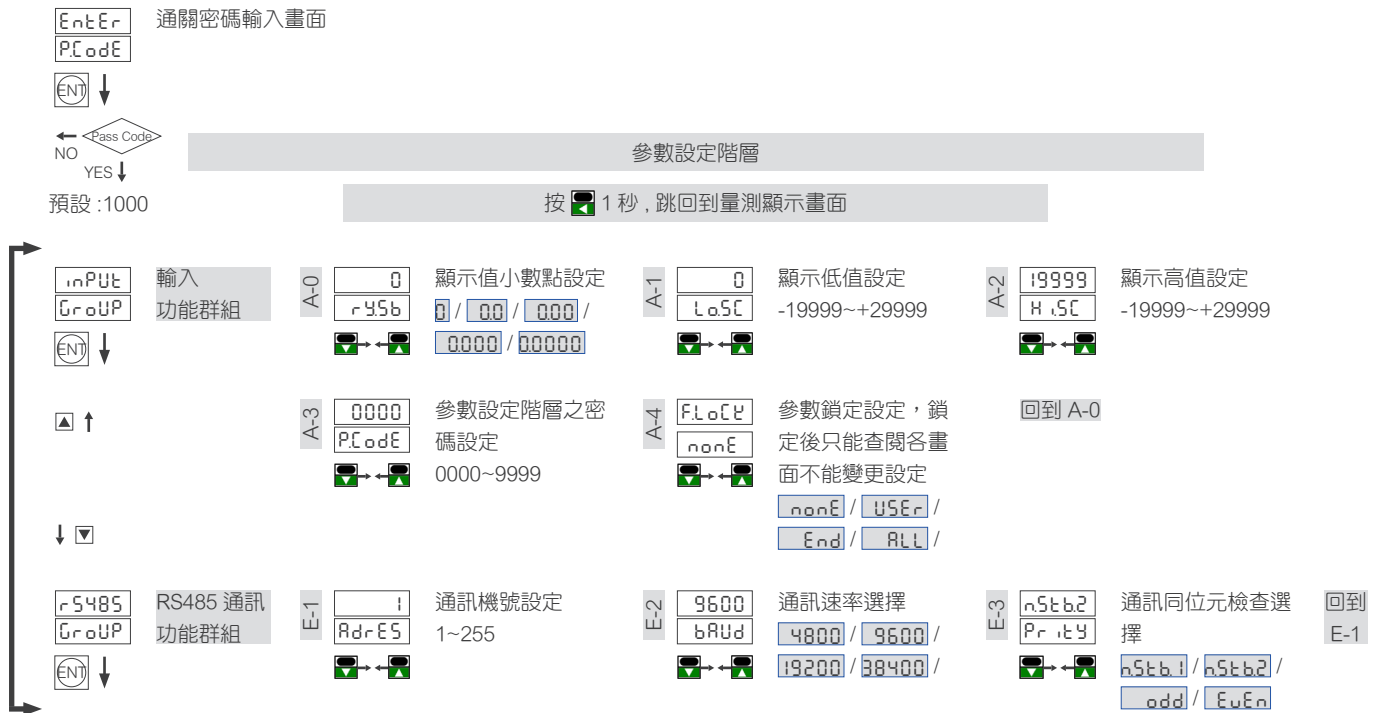 EntEr 通關密碼輸入畫面
P.CodE
ENT
Pass Code
NO
YES
預設 :1000
參數設定階層
按 1 秒 , 跳回到量測顯示畫面
inPUt 輸入 A-0 0 顯示值小數點設定 A-1 0 顯示低值設定 A-2 19999 顯示高值設定
GroUP 功能群組 ry.Sb 0 / 0.0 / 0.00 / Lo.SC -19999~+29999 Hi.SC -19999~+29999
ENT 0.000 / 0.0000
A-3 0000 參數設定階層之密 A-4 F.LoCK 參數鎖定設定，鎖 回到 A-0
P.CodE 碼設定 nonE 定後只能查閱各畫
0000~9999 面不能變更設定
nonE / USEr /
End / ALL /
rS485 RS485 通訊 E-1 1 通訊機號設定 E-2 9600 通訊速率選擇 E-3 n.Stb.2 通訊同位元檢查選 回到
GroUP 功能群組 AdrES 1~255 bAUd 4800 / 9600 / PritY 擇 E-1
ENT 19200 / 38400 / n.Stb.1 / n.Stb.2 /
odd / EvEn